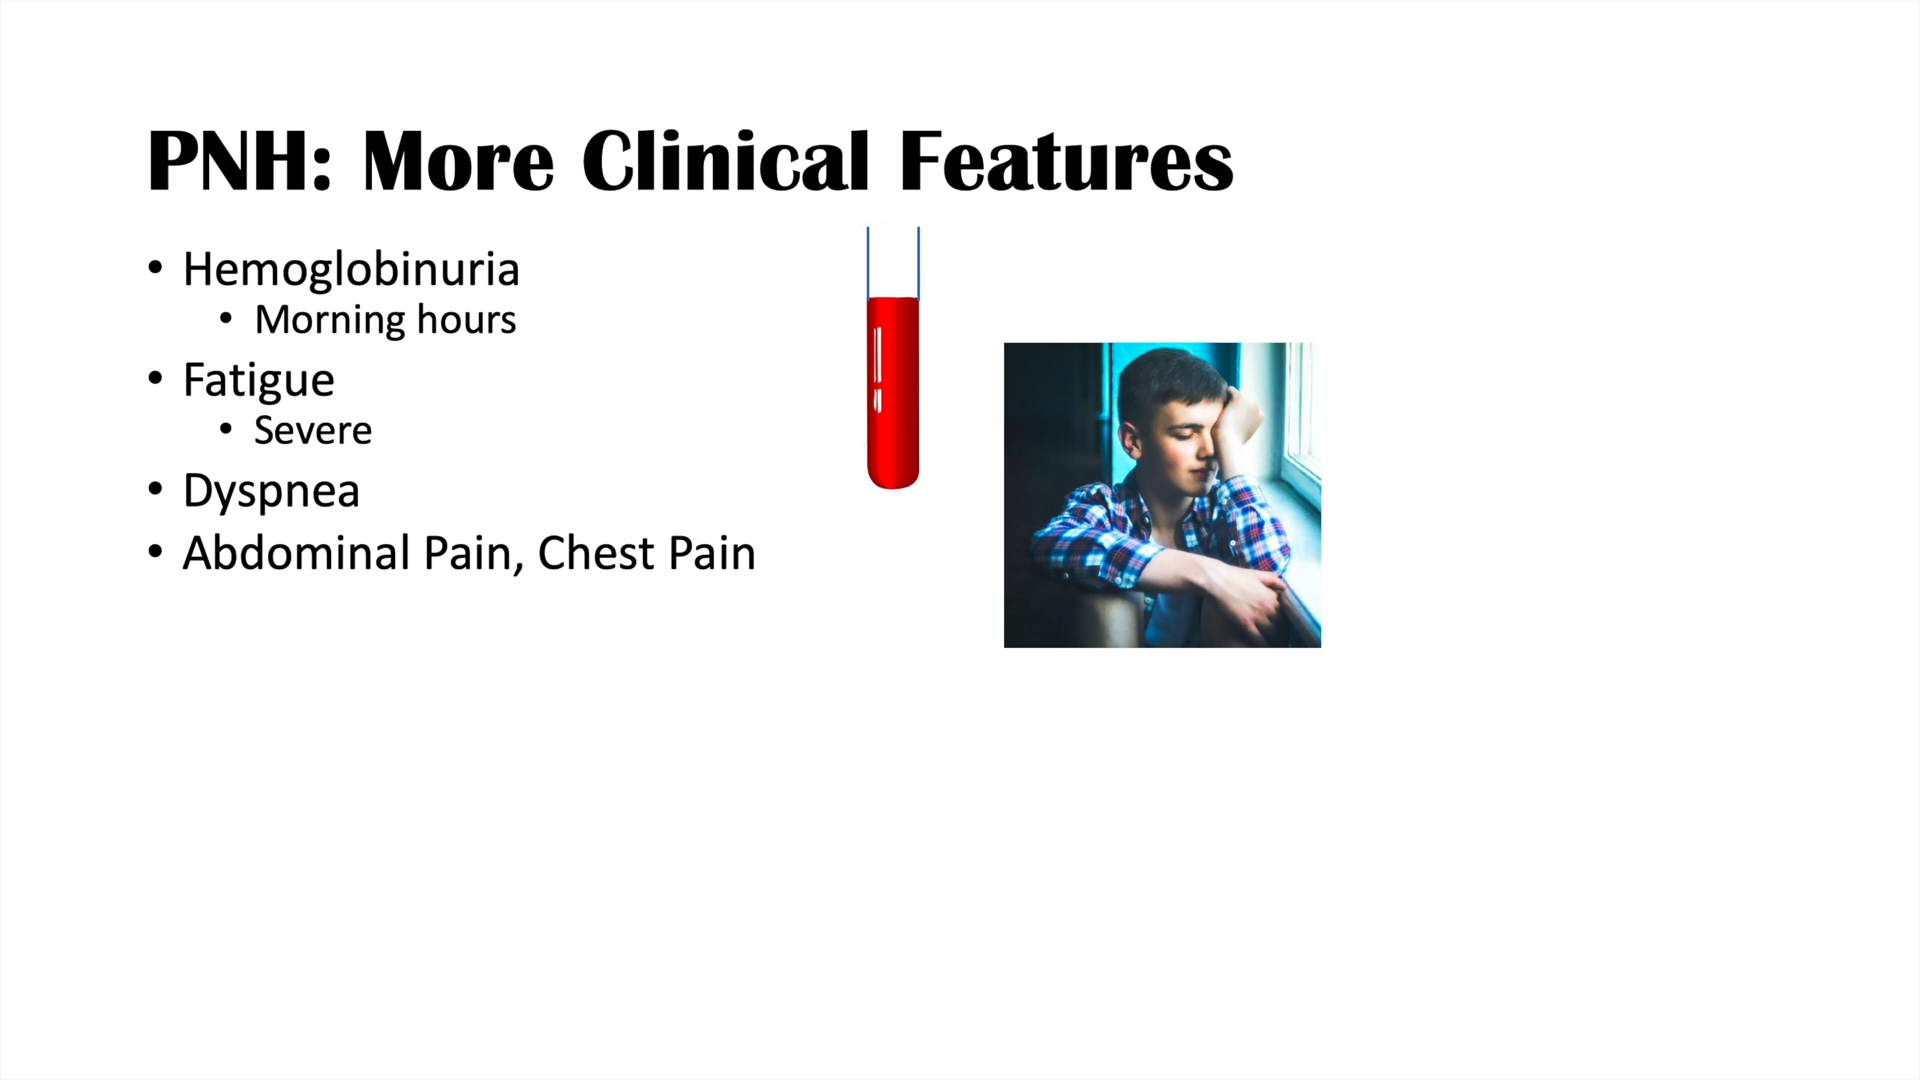 PNH: More Clinical Features
• Hemoglobinuria
• Morning hours
• Fatigue
• Severe
• Dyspnea
• Abdominal Pain, Chest Pain